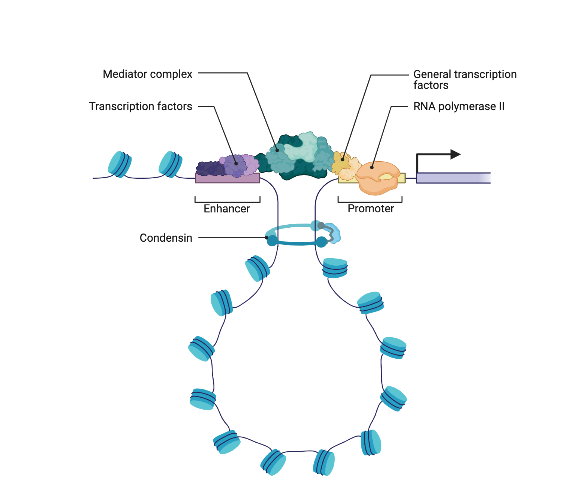 Mediator complex
General transcription
factors
Transcription factors
RNA polymerase II
Enhancer
Promoter
Condensin